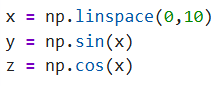 x = np.linspace(0,10)
y = np.sin(x)
z = np.cos(x)